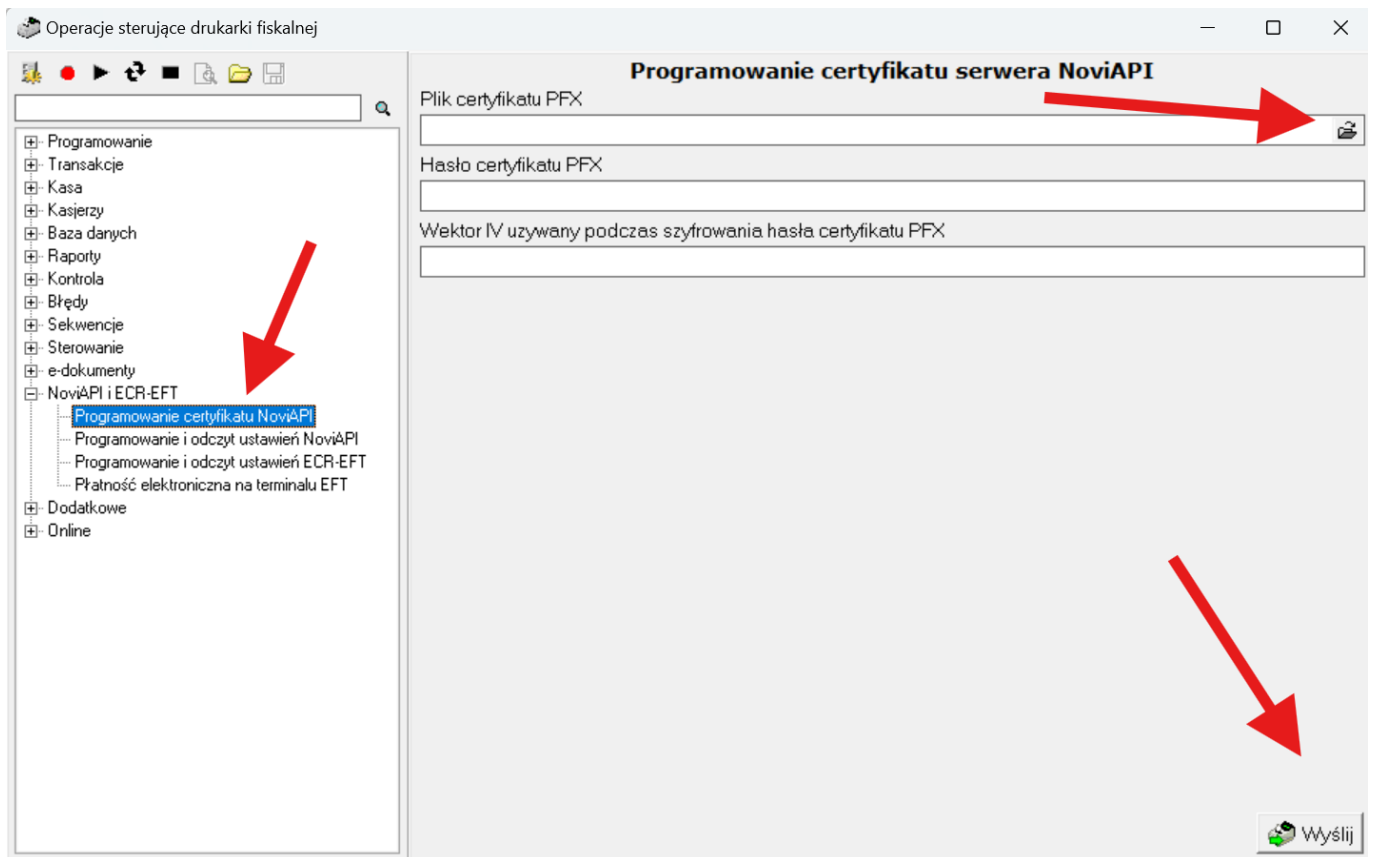 Operacje sterujące drukarki fiskalnej
Programowanie
Transakcje
Kasa
Kasjerzy
Baza danych
Raporty
Kontrola
Błędy
Sekwencje
Sterowanie
e-dokumenty
NoviAPI i ECR-EFT
Programowanie certyfikatu NoviAPI
Programowanie i odczyt ustawień NoviAPI
Programowanie i odczyt ustawień ECR-EFT
Płatność elektroniczna na terminalu EFT
Dodatkowe
Online
Programowanie certyfikatu serwera NoviAPI
Plik certyfikatu PFX
Hasło certyfikatu PFX
Wektor IV uzywany podczas szyfrowania hasła certyfikatu PFX
Wyślij